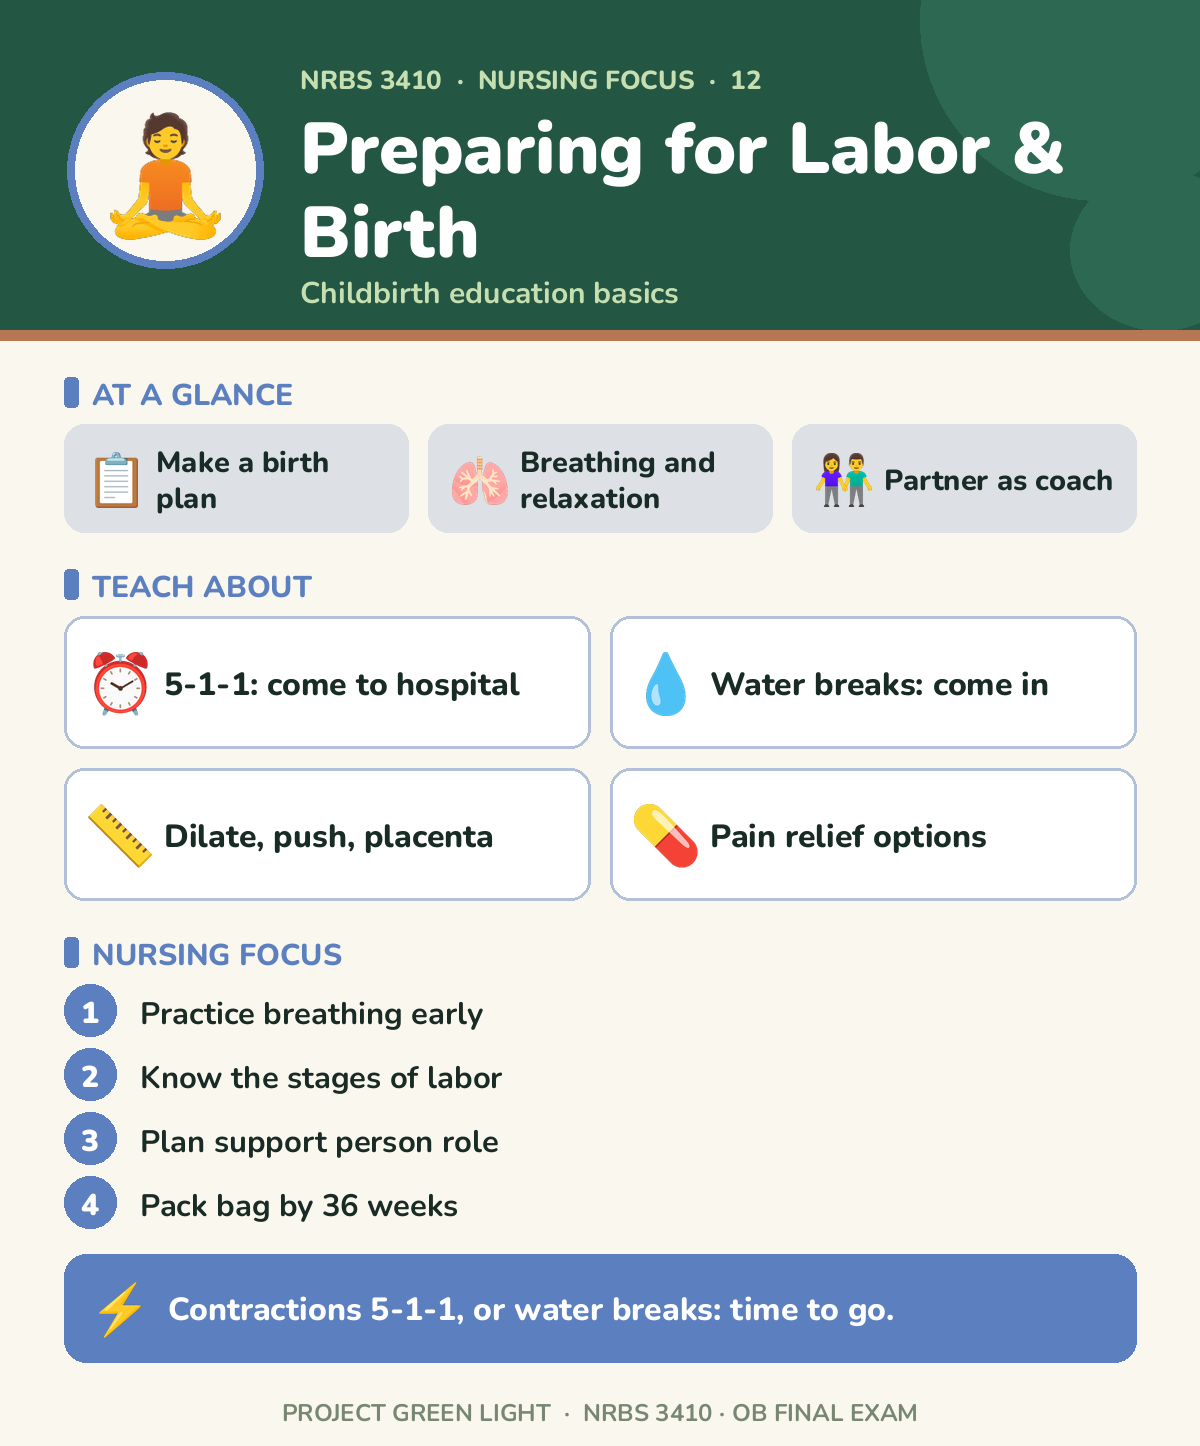 NRBS 3410 · NURSING FOCUS · 12
Preparing for Labor &
Birth
Childbirth education basics
AT A GLANCE
Make a birth
plan
Breathing and
relaxation
Partner as coach
TEACH ABOUT
5-1-1: come to hospital
Water breaks: come in
Dilate, push, placenta
Pain relief options
NURSING FOCUS
1 Practice breathing early
2 Know the stages of labor
3 Plan support person role
4 Pack bag by 36 weeks
Contractions 5-1-1, or water breaks: time to go.
PROJECT GREEN LIGHT · NRBS 3410 · OB FINAL EXAM